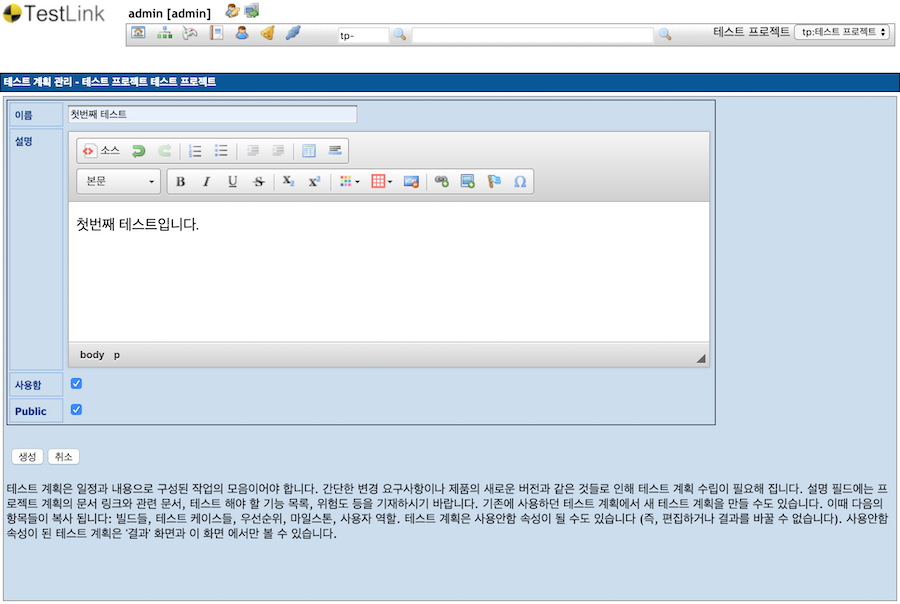 TestLink
admin [admin]
tp-
테스트 프로젝트
tp:테스트 프로젝트
테스트 계획 관리 - 테스트 프로젝트 테스트 프로젝트
이름
첫번째 테스트
설명
소스
본문
B I U S X₂ X² Ω
첫번째 테스트입니다.
body p
사용함
Public
생성 취소
테스트 계획은 일정과 내용으로 구성된 작업의 모음이어야 합니다. 간단한 변경 요구사항이나 제품의 새로운 버전과 같은 것들로 인해 테스트 계획 수립이 필요해 집니다. 설명 필드에는 프
로젝트 계획의 문서 링크와 관련 문서, 테스트 해야 할 기능 목록, 위험도 등을 기재하시기 바랍니다. 기존에 사용하던 테스트 계획에서 새 테스트 계획을 만들 수도 있습니다. 이때 다음의
항목들이 복사 됩니다: 빌드들, 테스트 케이스들, 우선순위, 마일스톤, 사용자 역할. 테스트 계획은 사용안함 속성이 될 수도 있습니다 (즉, 편집하거나 결과를 바꿀 수 없습니다). 사용안함
속성이 된 테스트 계획은 '결과' 화면과 이 화면 에서만 볼 수 있습니다.